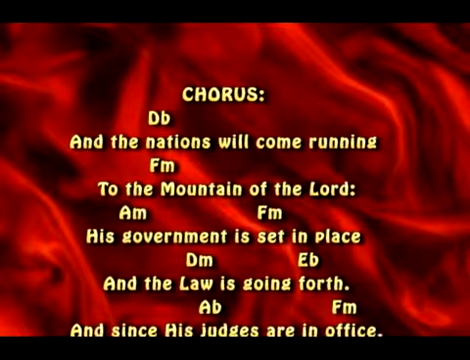 CHORUS:
Db
And the nations will come running
Fm
To the Mountain of the Lord:
Am Fm
His government is set in place
Dm Eb
And the Law is going forth.
Ab Fm
And since His judges are in office,